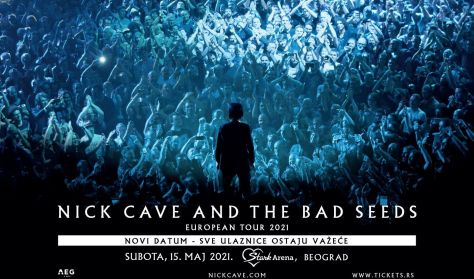 NICK CAVE AND THE BAD SEEDS
EUROPEAN TOUR 2021
NOVI DATUM - SVE ULAZNICE OSTAJU VAŽEĆE
SUBOTA, 15. MAJ 2021. Štark Arena, BEOGRAD
AEG
NICKCAVE.COM
WWW.TICKETS.RS